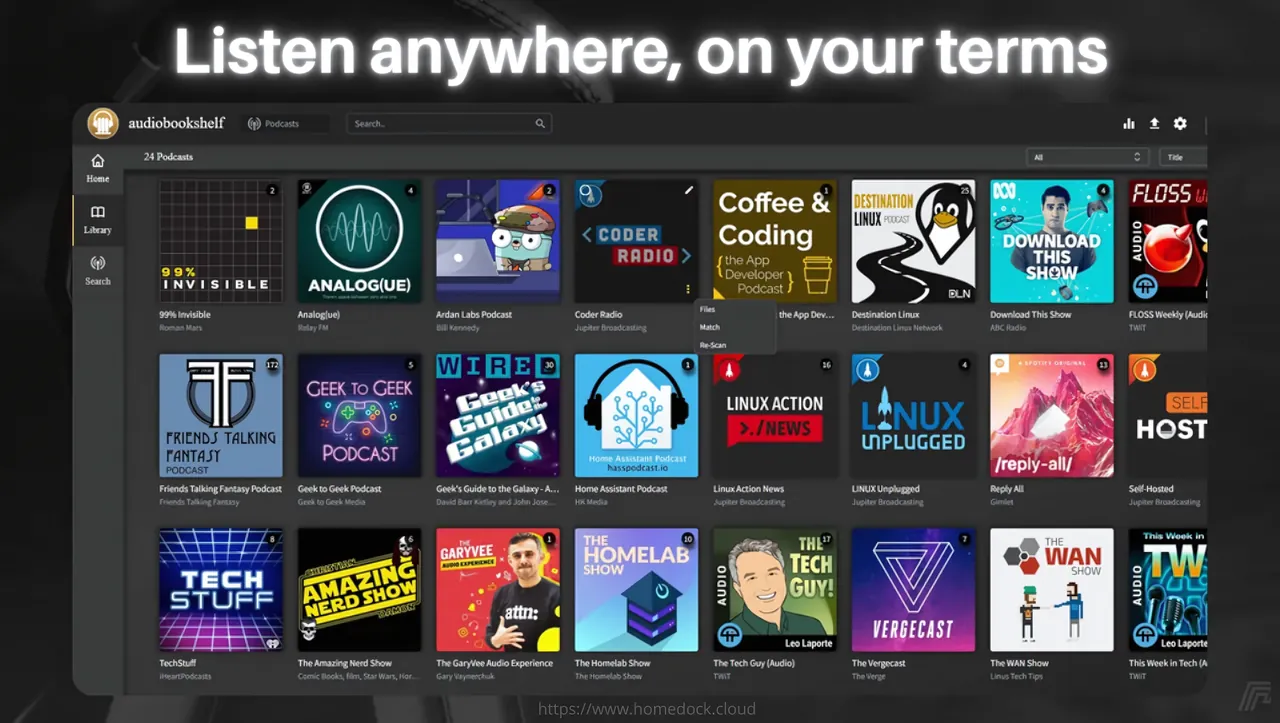 Listen anywhere, on your terms
audiobookshelf
Podcasts
Search..
24 Podcasts
All
Title
Home
Library
Search
2
99%
INVISIBLE
99% Invisible
Roman Mars
4
ANALOG(UE)
Analog(ue)
Relay FM
2
Ardan Labs Podcast
Bill Kennedy
CODER
RADIO
Coder Radio
Jupiter Broadcasting
1
Coffee &
Coding
{the App
Developer
Podcast}
the App Dev...
Files
Match
Re-Scan
25
DESTINATION
LINUX PODCAST
DLN
Destination Linux
Destination Linux Network
4
DOWNLOAD
THIS
SHOW
Download This Show
ABC Radio
FLOSS
AUDIO
FLOSS Weekly (Audio
TWiT
172
FRIENDS TALKING
FANTASY
PODCAST
Friends Talking Fantasy Podcast
Friends Talking Fantasy
5
GEEK TO GEEK
PODCAST
Geek to Geek Podcast
Geek to Geek Media
30
WIRED
Geek's
Guide to the
Galaxy
Geek's Guide to the Galaxy - A...
David Barr Kirtley and John Jose...
1
Home Assistant Podcast
hasspodcast.io
Home Assistant Podcast
HK Media
16
LINUX ACTION
>_./NEWS
Linux Action News
Jupiter Broadcasting
4
LINUX
UNPLUGGED
LINUX Unplugged
Jupiter Broadcasting
A SPOTIFY ORIGINAL
13
/reply-all/
Reply All
Gimlet
SELF
HOST
Self-Hosted
Jupiter Broadcasting
8
TECH
STUFF
TechStuff
iHeartPodcasts
6
CHRISTIAN
AMAZING
NERD SHOW
DAMON
The Amazing Nerd Show
Comic Books, film, Star Wars, Hor...
1
THE
GARYVEE
AUDIO EXPERIENCE
attn:
The GaryVee Audio Experience
Gary Vaynerchuk
10
THE
HOMELAB
SHOW
The Homelab Show
The Homelab Show
17
THE
TECH
GUY!
AUDIO
Leo Laporte
The Tech Guy (Audio)
TWiT
7
VERGECAST
The Vergecast
The Verge
THE
WAN
SHOW
The WAN Show
Linus Tech Tips
This Week in
TW
AUDIO
Leo Laporte
This Week in Tech (A
TWiT
https://www.homedock.cloud